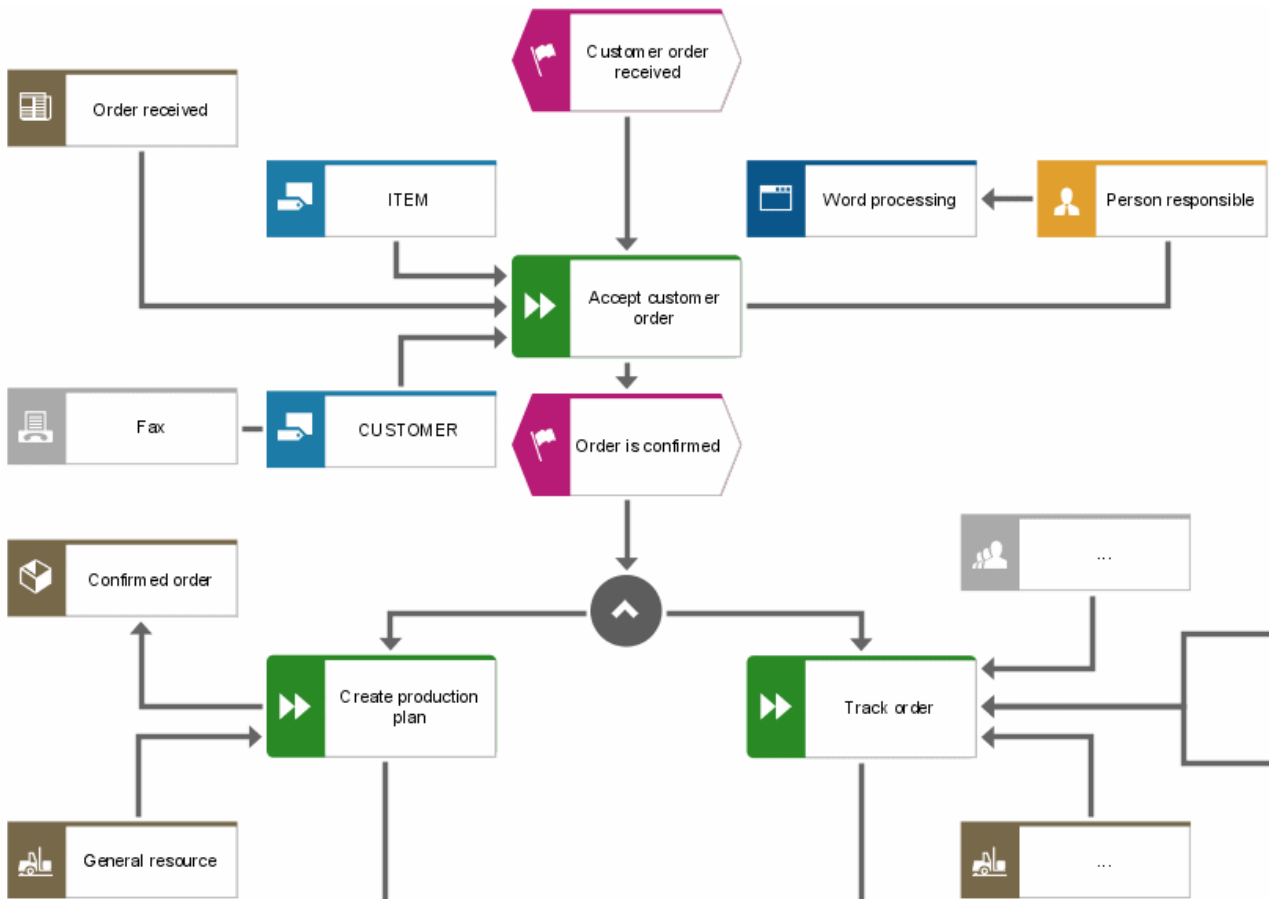 Customer order
received
Order received
ITEM
Word processing
Person responsible
Accept customer
order
Fax
CUSTOMER
Order is confirmed
...
Confirmed order
Create production
plan
Track order
General resource
...